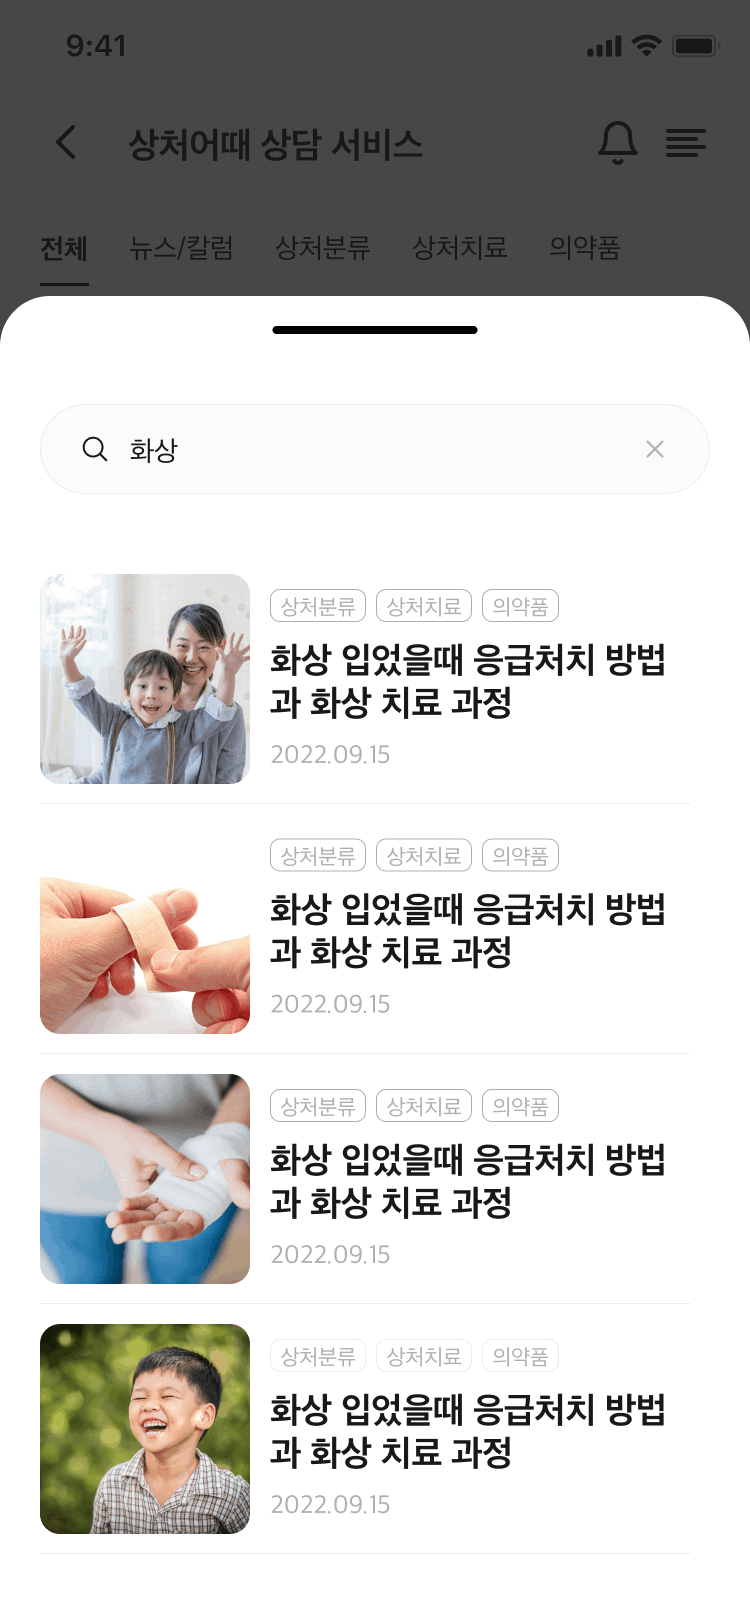 9:41
상처어때 상담 서비스
전체 뉴스/칼럼 상처분류 상처치료 의약품
화상
상처분류 상처치료 의약품
화상 입었을때 응급처치 방법
과 화상 치료 과정
2022.09.15
상처분류 상처치료 의약품
화상 입었을때 응급처치 방법
과 화상 치료 과정
2022.09.15
상처분류 상처치료 의약품
화상 입었을때 응급처치 방법
과 화상 치료 과정
2022.09.15
상처분류 상처치료 의약품
화상 입었을때 응급처치 방법
과 화상 치료 과정
2022.09.15